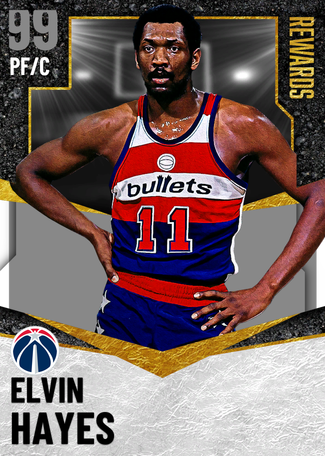 99
PF/C
REWARDS
bullets
11
ELVIN
HAYES